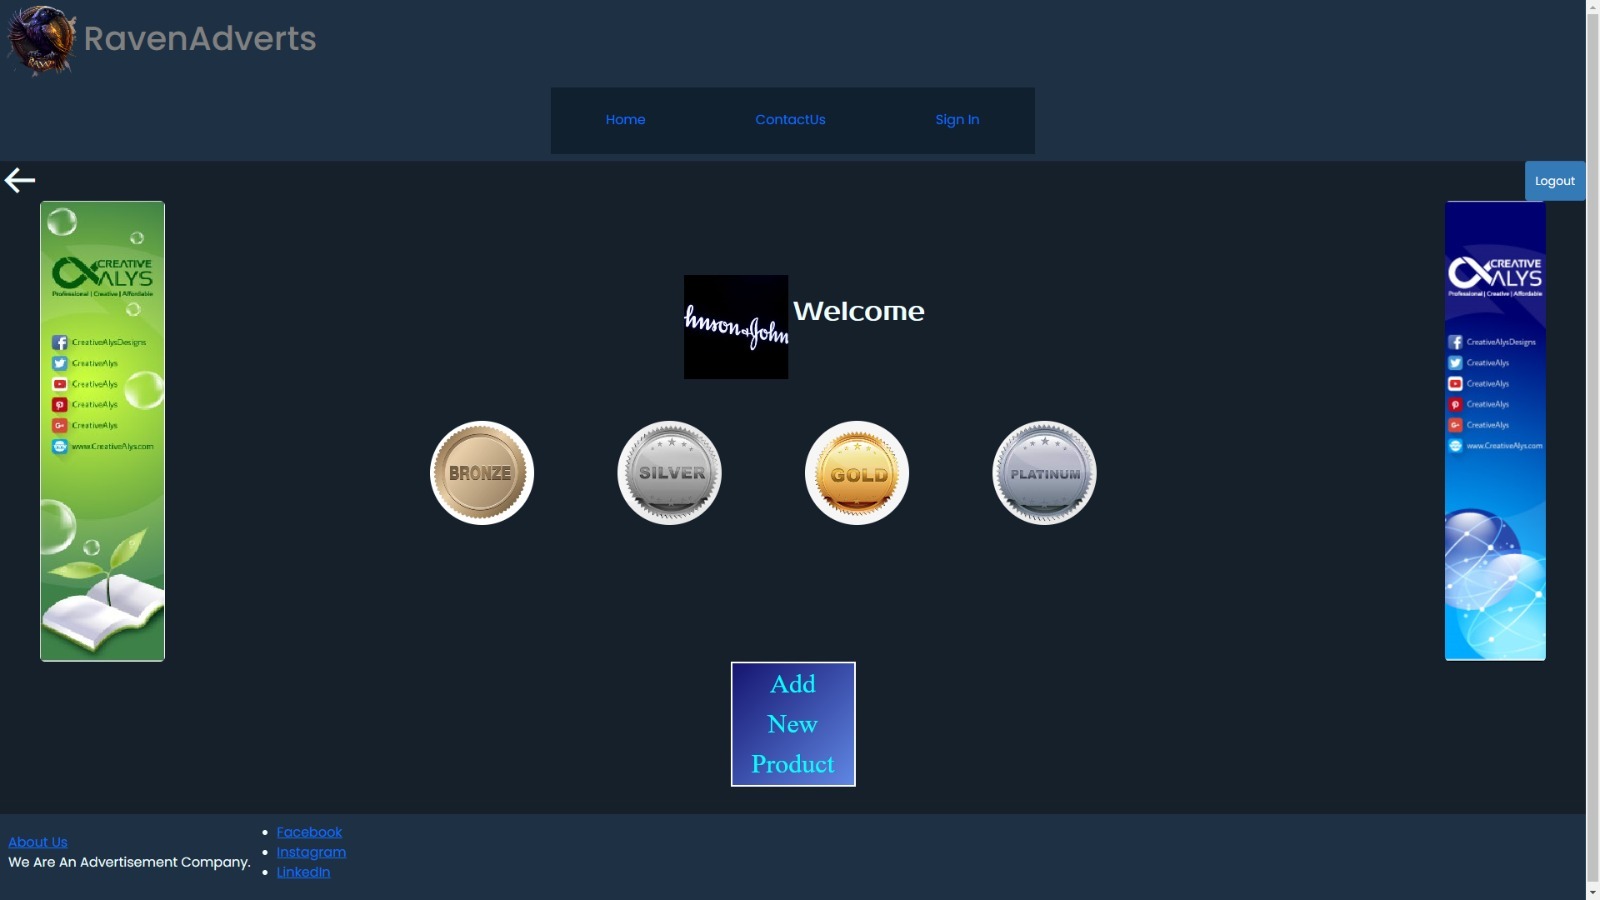 RavenAdverts
Home ContactUs Sign In
Logout
CREATIVE
ALYS
Professional | Creative | Affordable
CreativeAlysDesigns
CreativeAlys
CreativeAlys
CreativeAlys
CreativeAlys
www.CreativeAlys.com
hnson&John
Welcome
BRONZE
SILVER
GOLD
PLATINUM
CREATIVE
ALYS
Professional | Creative | Affordable
CreativeAlysDesigns
CreativeAlys
CreativeAlys
CreativeAlys
CreativeAlys
www.CreativeAlys.com
Add
New
Product
About Us
We Are An Advertisement Company.
Facebook
Instagram
LinkedIn